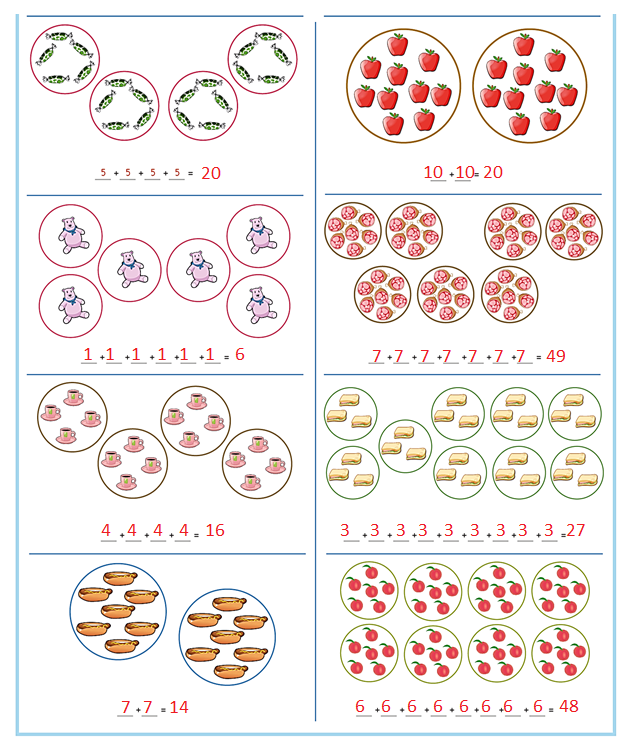 5 + 5 + 5 + 5 = 20
10 + 10 = 20
1 + 1 + 1 + 1 + 1 + 1 = 6
7 + 7 + 7 + 7 + 7 + 7 + 7 = 49
4 + 4 + 4 + 4 = 16
3 + 3 + 3 + 3 + 3 + 3 + 3 + 3 + 3 = 27
7 + 7 = 14
6 + 6 + 6 + 6 + 6 + 6 + 6 + 6 = 48